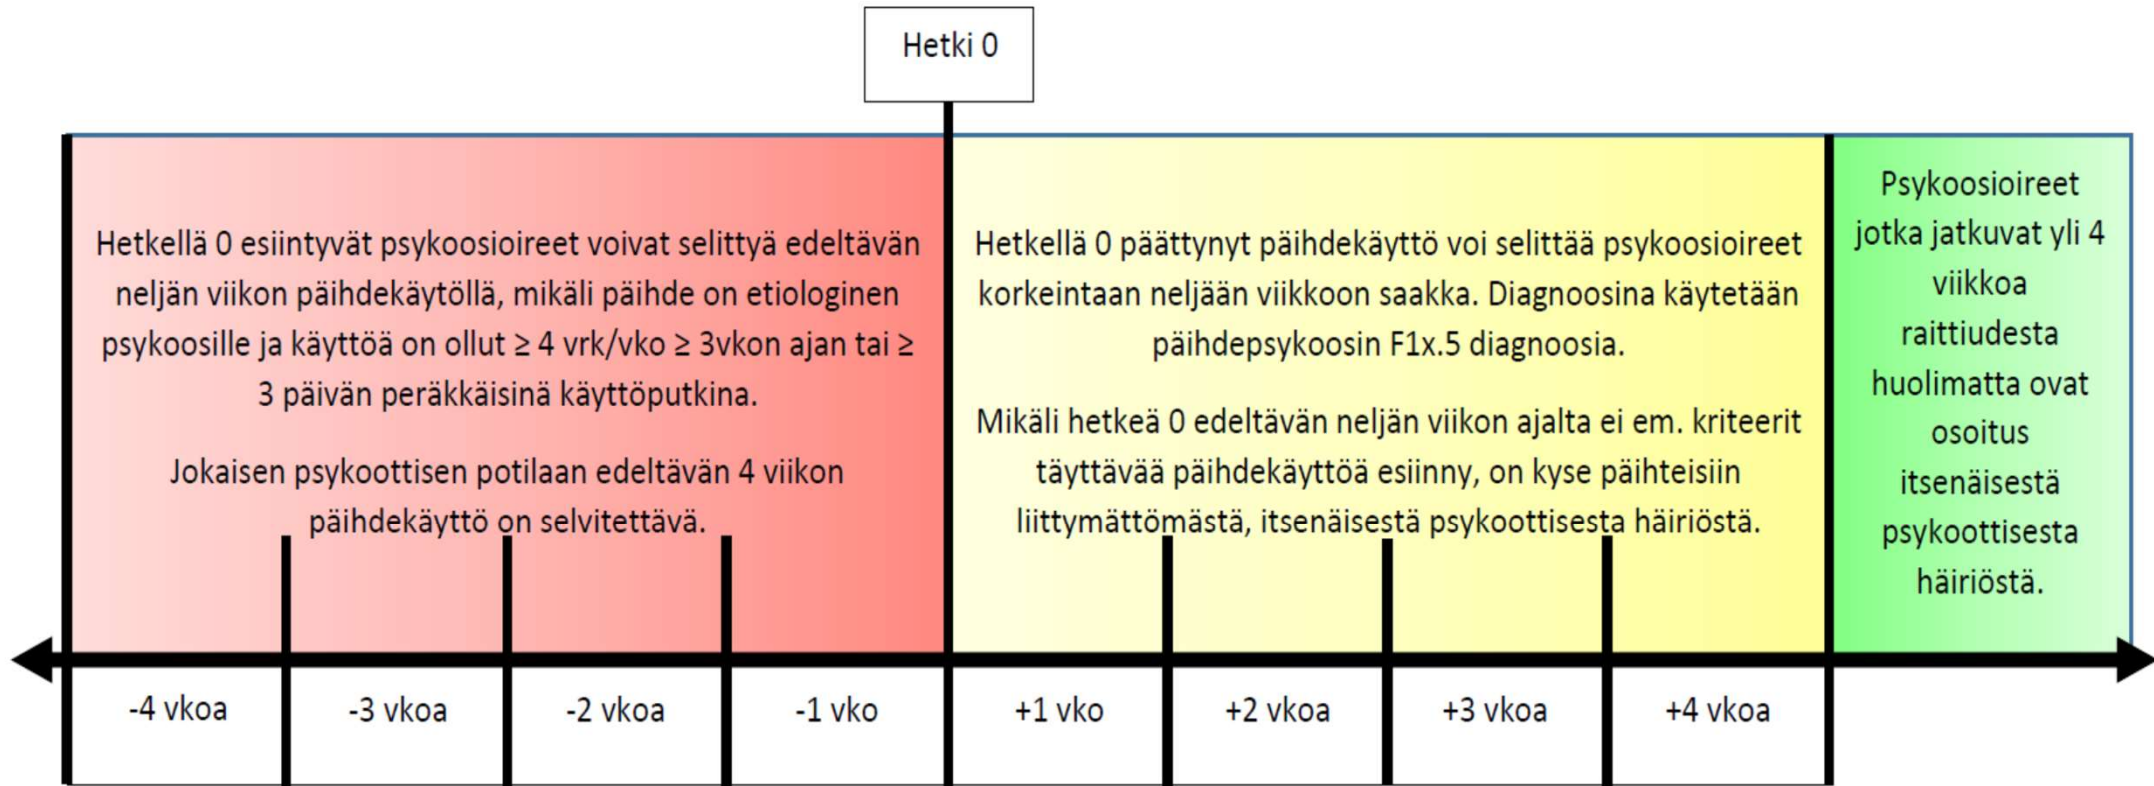 Hetki 0
Hetkellä 0 esiintyvät psykoosioireet voivat selittyä edeltävän
neljän viikon päihdekäytöllä, mikäli päihde on etiologinen
psykoosille ja käyttöä on ollut ≥ 4 vrk/vko ≥ 3vkon ajan tai ≥
3 päivän peräkkäisinä käyttöputkina.
Jokaisen psykoottisen potilaan edeltävän 4 viikon
päihdekäyttö on selvitettävä.
Hetkellä 0 päättynyt päihdekäyttö voi selittää psykoosioireet
korkeintaan neljään viikkoon saakka. Diagnoosina käytetään
päihdepsykoosin F1x.5 diagnoosia.
Mikäli hetkeä 0 edeltävän neljän viikon ajalta ei em. kriteerit
täyttävää päihdekäyttöä esiinny, on kyse päihteisiin
liittymättömästä, itsenäisestä psykoottisesta häiriöstä.
Psykoosioireet
jotka jatkuvat yli 4
viikkoa
raittiudesta
huolimatta ovat
osoitus
itsenäisestä
psykoottisesta
häiriöstä.
-4 vkoa
-3 vkoa
-2 vkoa
-1 vko
+1 vko
+2 vkoa
+3 vkoa
+4 vkoa